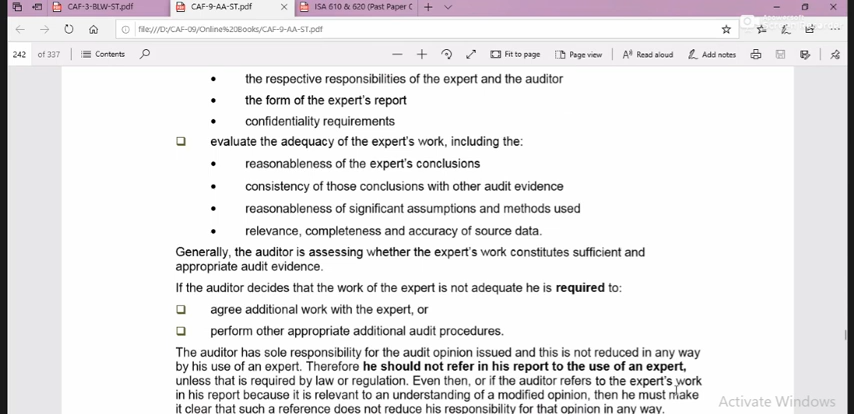 CAF-3-BLW-ST.pdf
CAF-9-AA-ST.pdf
ISA 610 & 620 (Past Paper C
file:///D:/CAF-09/Online%20Books/CAF-9-AA-ST.pdf
242 of 337 Contents Fit to page Page view Read aloud Add notes
• the respective responsibilities of the expert and the auditor
• the form of the expert's report
• confidentiality requirements
❑ evaluate the adequacy of the expert's work, including the:
• reasonableness of the expert's conclusions
• consistency of those conclusions with other audit evidence
• reasonableness of significant assumptions and methods used
• relevance, completeness and accuracy of source data.
Generally, the auditor is assessing whether the expert's work constitutes sufficient and
appropriate audit evidence.
If the auditor decides that the work of the expert is not adequate he is required to:
❑ agree additional work with the expert, or
❑ perform other appropriate additional audit procedures.
The auditor has sole responsibility for the audit opinion issued and this is not reduced in any way
by his use of an expert. Therefore he should not refer in his report to the use of an expert,
unless that is required by law or regulation. Even then, or if the auditor refers to the expert's work
in his report because it is relevant to an understanding of a modified opinion, then he must make
it clear that such a reference does not reduce his responsibility for that opinion in any way.
Activate Windows